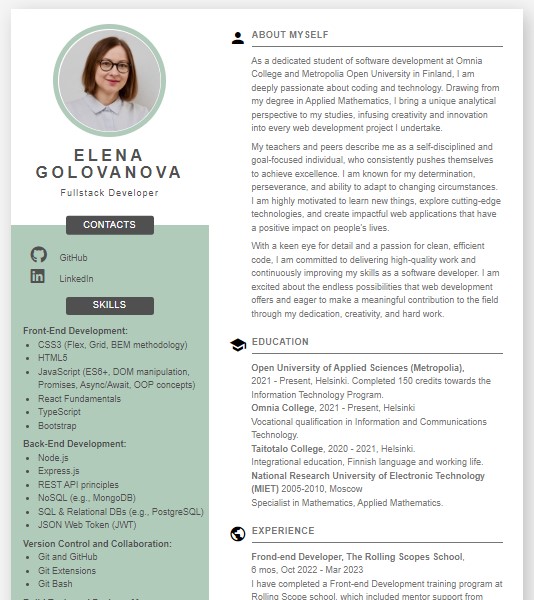 ELENA
GOLOVANOVA
Fullstack Developer
CONTACTS
GitHub
LinkedIn
SKILLS
Front-End Development:
CSS3 (Flex, Grid, BEM methodology)
HTML5
JavaScript (ES6+, DOM manipulation,
Promises, Async/Await, OOP concepts)
React Fundamentals
TypeScript
Bootstrap
Back-End Development:
Node.js
Express.js
REST API principles
NoSQL (e.g., MongoDB)
SQL & Relational DBs (e.g., PostgreSQL)
JSON Web Token (JWT)
Version Control and Collaboration:
Git and GitHub
Git Extensions
Git Bash
ABOUT MYSELF
As a dedicated student of software development at Omnia
College and Metropolia Open University in Finland, I am
deeply passionate about coding and technology. Drawing from
my degree in Applied Mathematics, I bring a unique analytical
perspective to my studies, infusing creativity and innovation
into every web development project I undertake.
My teachers and peers describe me as a self-disciplined and
goal-focused individual, who consistently pushes themselves
to achieve excellence. I am known for my determination,
perseverance, and ability to adapt to changing circumstances.
I am highly motivated to learn new things, explore cutting-edge
technologies, and create impactful web applications that have
a positive impact on people's lives.
With a keen eye for detail and a passion for clean, efficient
code, I am committed to delivering high-quality work and
continuously improving my skills as a software developer. I am
excited about the endless possibilities that web development
offers and eager to make a meaningful contribution to the field
through my dedication, creativity, and hard work.
EDUCATION
Open University of Applied Sciences (Metropolia),
2021 - Present, Helsinki. Completed 150 credits towards the
Information Technology Program.
Omnia College, 2021 - Present, Helsinki
Vocational qualification in Information and Communications
Technology.
Taitotalo College, 2020 - 2021, Helsinki.
Integrational education, Finnish language and working life.
National Research University of Electronic Technology
(MIET) 2005-2010, Moscow
Specialist in Mathematics, Applied Mathematics.
EXPERIENCE
Frond-end Developer, The Rolling Scopes School,
6 mos, Oct 2022 - Mar 2023
I have completed a Front-end Development training program at
Rolling Scope school, which included mentor support from